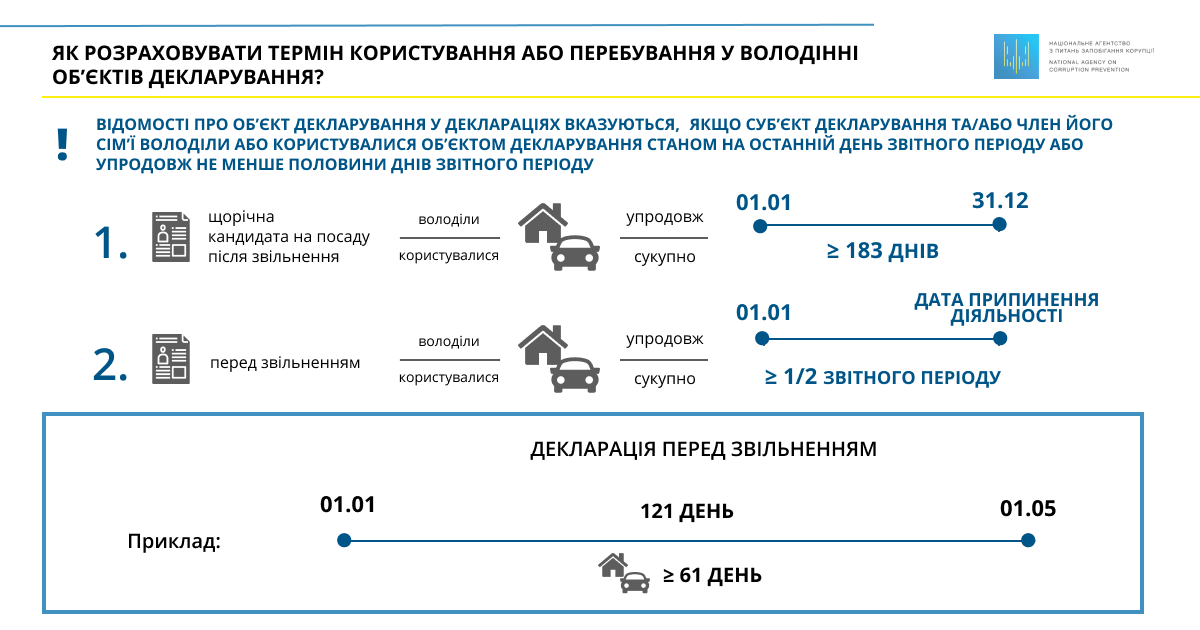 ЯК РОЗРАХОВУВАТИ ТЕРМІН КОРИСТУВАННЯ АБО ПЕРЕБУВАННЯ У ВОЛОДІННІ
ОБ’ЄКТІВ ДЕКЛАРУВАННЯ?
НАЦІОНАЛЬНЕ АГЕНТСТВО
З ПИТАНЬ ЗАПОБІГАННЯ КОРУПЦІЇ
NATIONAL AGENCY ON
CORRUPTION PREVENTION
!
ВІДОМОСТІ ПРО ОБ’ЄКТ ДЕКЛАРУВАННЯ У ДЕКЛАРАЦІЯХ ВКАЗУЮТЬСЯ, ЯКЩО СУБ’ЄКТ ДЕКЛАРУВАННЯ ТА/АБО ЧЛЕН ЙОГО
СІМ’Ї ВОЛОДІЛИ АБО КОРИСТУВАЛИСЯ ОБ’ЄКТОМ ДЕКЛАРУВАННЯ СТАНОМ НА ОСТАННІЙ ДЕНЬ ЗВІТНОГО ПЕРІОДУ АБО
УПРОДОВЖ НЕ МЕНШЕ ПОЛОВИНИ ДНІВ ЗВІТНОГО ПЕРІОДУ
1.
щорічна
кандидата на посаду
після звільнення
володіли
користувалися
упродовж
сукупно
01.01
31.12
≥ 183 ДНІВ
2.
перед звільненням
володіли
користувалися
упродовж
сукупно
01.01
ДАТА ПРИПИНЕННЯ
ДІЯЛЬНОСТІ
≥ 1/2 ЗВІТНОГО ПЕРІОДУ
ДЕКЛАРАЦІЯ ПЕРЕД ЗВІЛЬНЕННЯМ
Приклад:
01.01
121 ДЕНЬ
01.05
≥ 61 ДЕНЬ